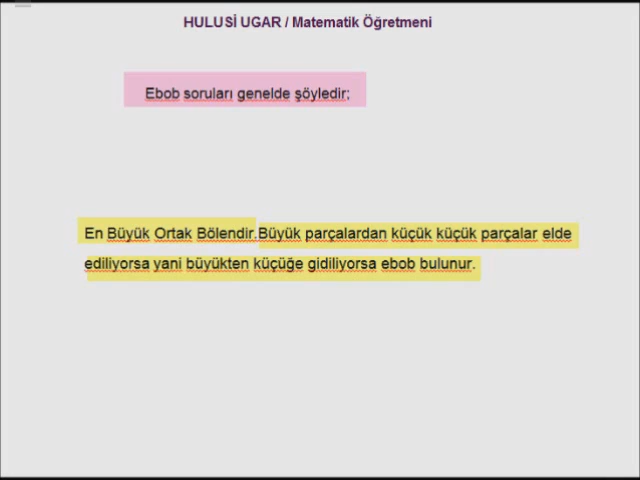 HULUSİ UGAR / Matematik Öğretmeni
Ebob soruları genelde şöyledir;
En Büyük Ortak Bölendir.Büyük parçalardan küçük küçük parçalar elde
ediliyorsa yani büyükten küçüğe gidiliyorsa ebob bulunur.